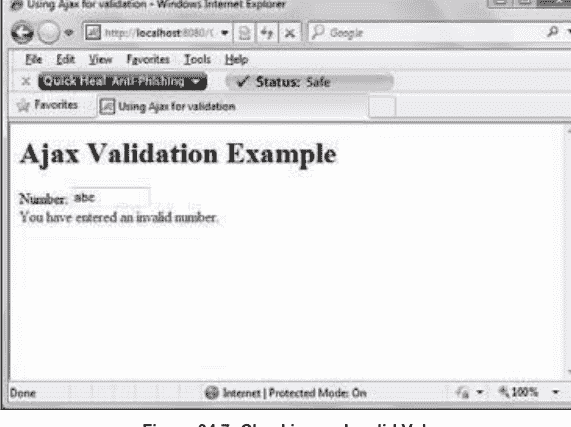 Using Ajax for validation - Windows Internet Explorer
http://localhost:8080/ Google
File Edit View Favorites Tools Help
Quick Heal Anti-Phishing Status: Safe
Favorites Using Ajax for validation
Ajax Validation Example
Number: abc
You have entered an invalid number.
Done Internet | Protected Mode: On 100%